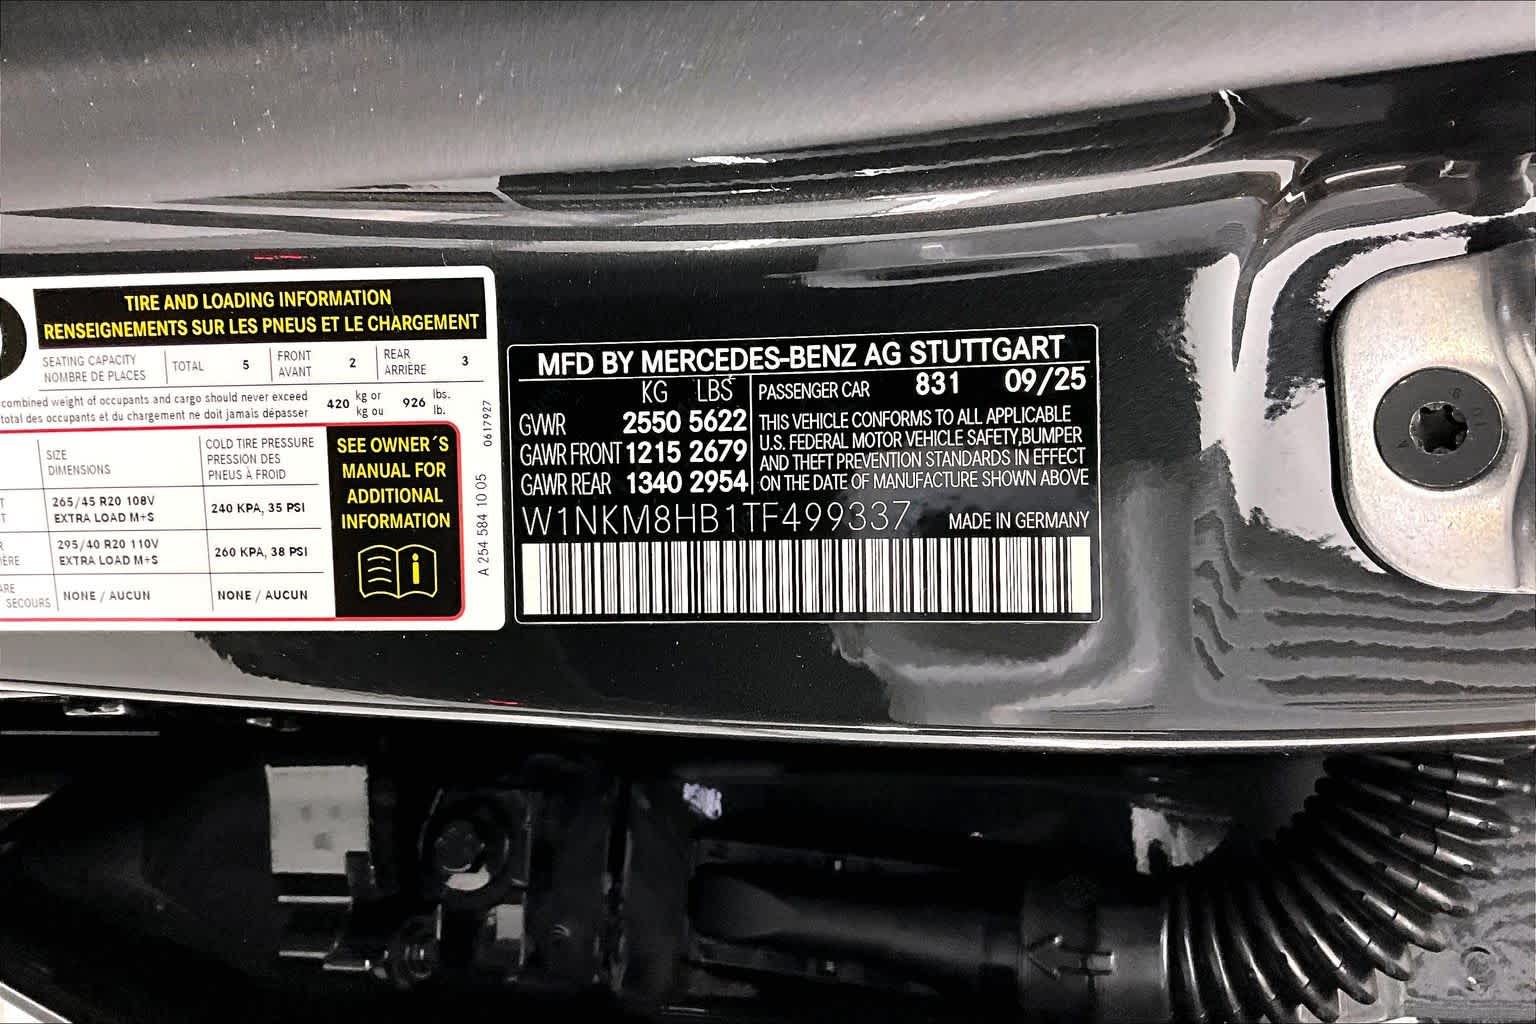 TIRE AND LOADING INFORMATION
RENSEIGNEMENTS SUR LES PNEUS ET LE CHARGEMENT
SEATING CAPACITY
NOMBRE DE PLACES
TOTAL 5
FRONT
AVANT
2
REAR
ARRIÈRE
3
combined weight of occupants and cargo should never exceed
total des occupants et du chargement ne doit jamais dépasser
420 kg or
kg ou
926 lbs.
lb.
SIZE
DIMENSIONS
COLD TIRE PRESSURE
PRESSION DES
PNEUS À FROID
265/45 R20 108V
EXTRA LOAD M+S
240 KPA, 35 PSI
295/40 R20 110V
EXTRA LOAD M+S
260 KPA, 38 PSI
SECOURS
NONE / AUCUN
NONE / AUCUN
SEE OWNER´S
MANUAL FOR
ADDITIONAL
INFORMATION
i
A 254 584 10 05
0617927
MFD BY MERCEDES-BENZ AG STUTTGART
KG LBS
GVWR 2550 5622
GAWR FRONT 1215 2679
GAWR REAR 1340 2954
PASSENGER CAR 831 09/25
THIS VEHICLE CONFORMS TO ALL APPLICABLE
U.S. FEDERAL MOTOR VEHICLE SAFETY,BUMPER
AND THEFT PREVENTION STANDARDS IN EFFECT
ON THE DATE OF MANUFACTURE SHOWN ABOVE
W1NKM8HB1TF499337
MADE IN GERMANY